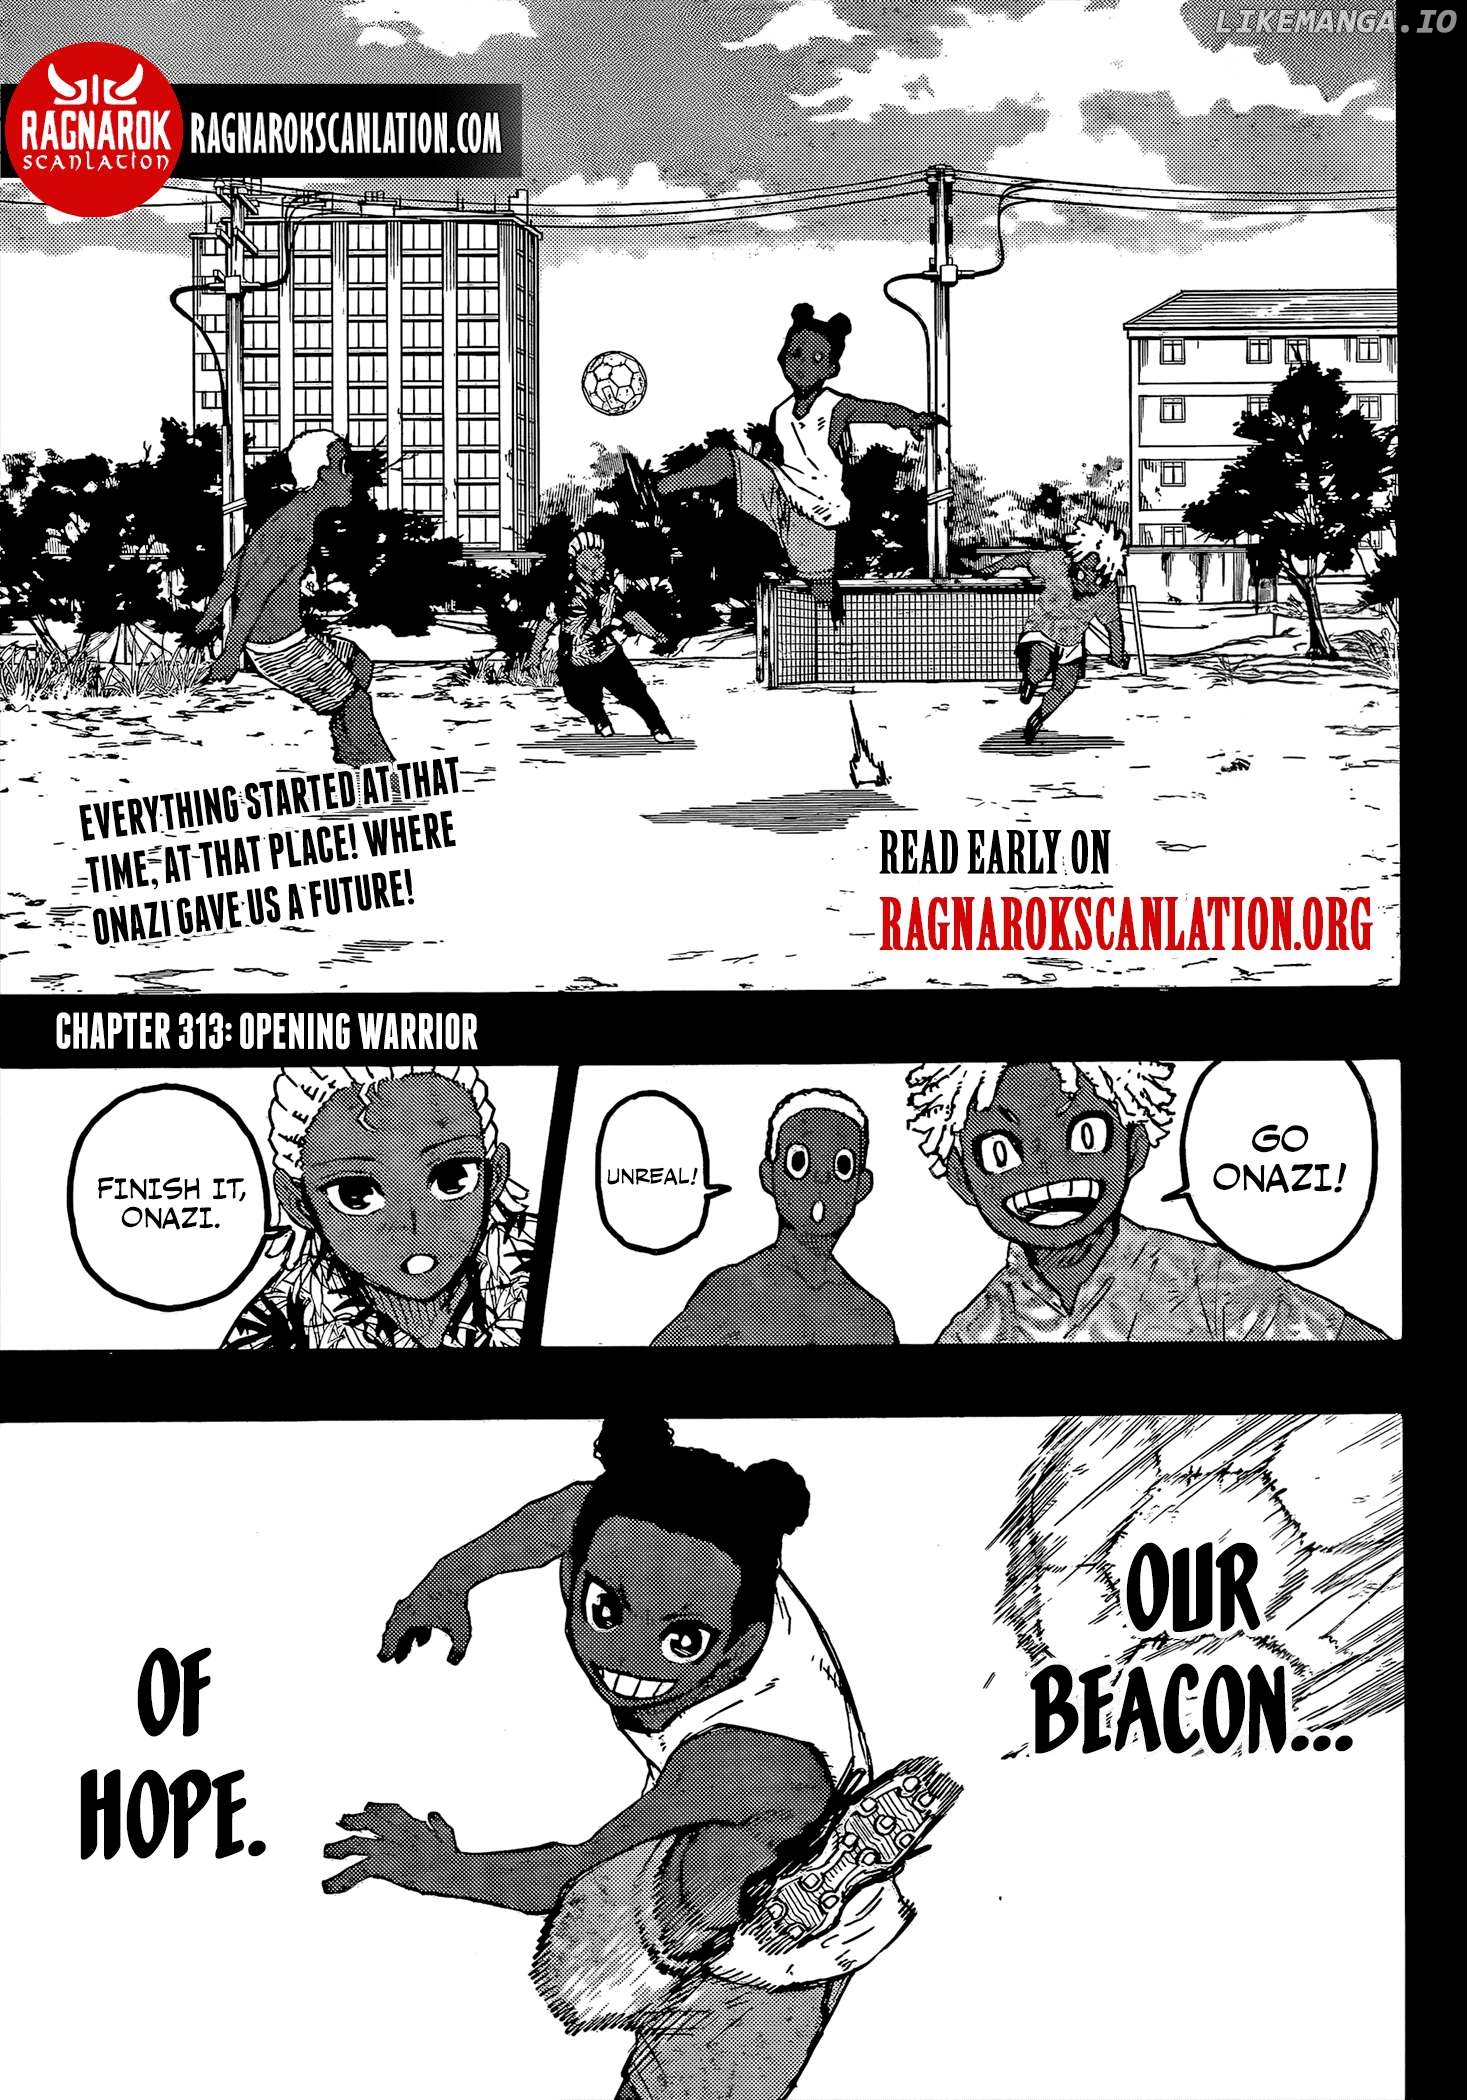 LIKEMANGA.IO
RAGNAROK
SCANLATION
RAGNAROKSCANLATION.COM
EVERYTHING STARTED AT THAT
TIME, AT THAT PLACE! WHERE
ONAZI GAVE US A FUTURE!
READ EARLY ON
RAGNAROKSCANLATION.ORG
CHAPTER 313: OPENING WARRIOR
GO
ONAZI!
UNREAL!
FINISH IT,
ONAZI.
OUR
BEACON...
OF
HOPE.